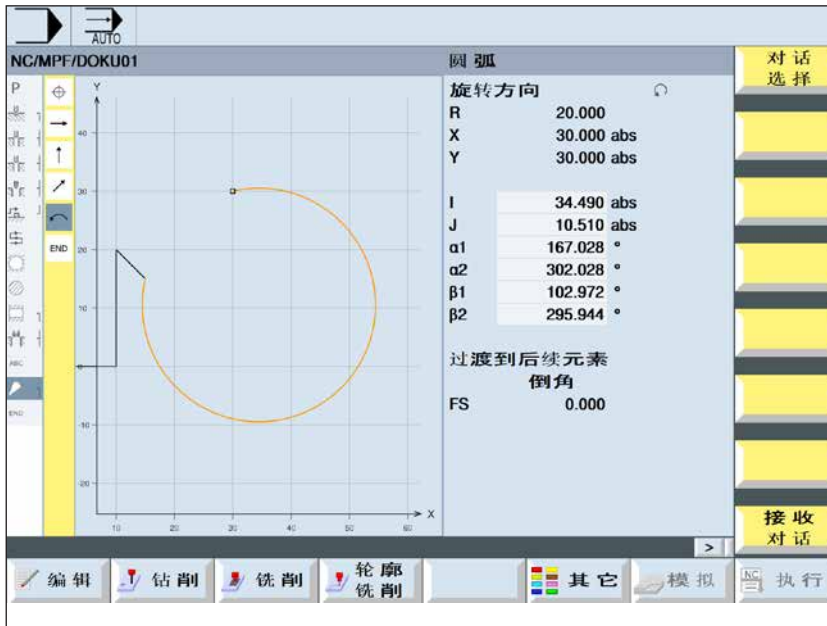 AUTO
NC/MPF/DOKU01
圆 弧
对 话
选 择
P
END
ABC
END
Y
40
30
20
10
0
-10
-20
10
20
30
40
50
60
X
旋转方向
R 20.000
X 30.000 abs
Y 30.000 abs
I 34.490 abs
J 10.510 abs
α1 167.028 °
α2 302.028 °
β1 102.972 °
β2 295.944 °
过渡到后续元素
倒角
FS 0.000
接 收
对 话
>
编 辑
钻 削
铣 削
轮 廓
铣 削
其 它
模 拟
NC
执 行